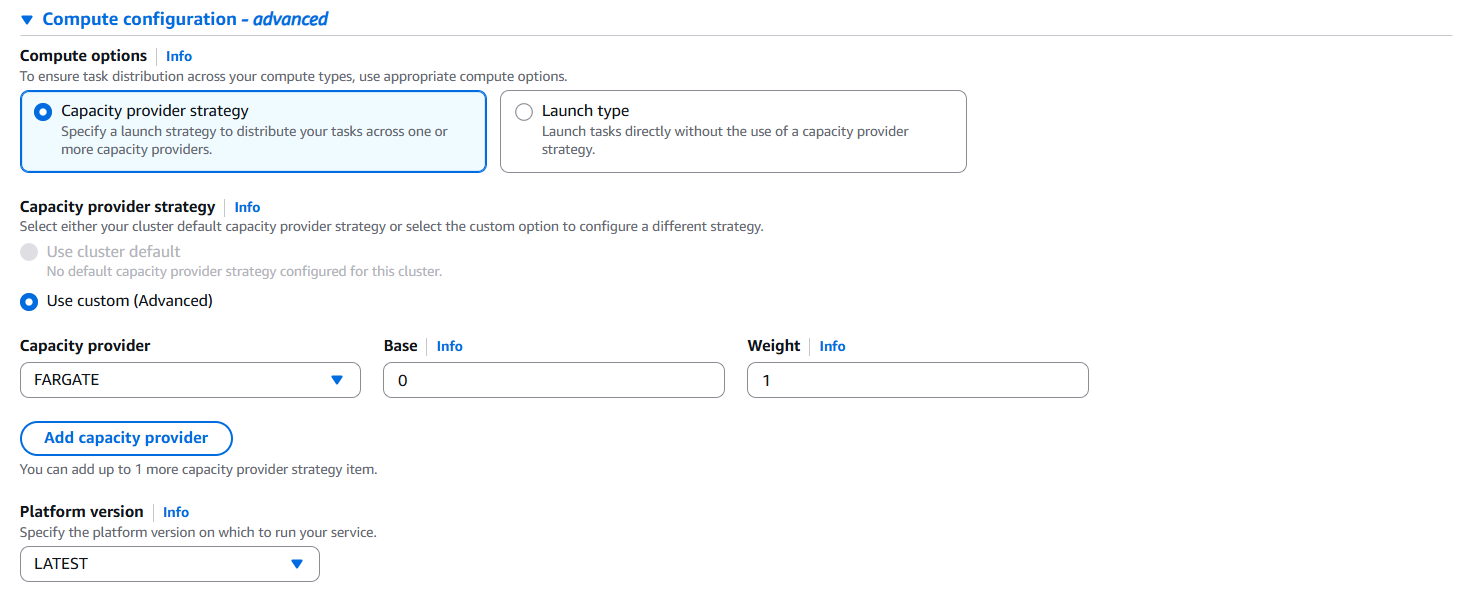 Compute configuration - advanced
Compute options Info
To ensure task distribution across your compute types, use appropriate compute options.
Capacity provider strategy
Specify a launch strategy to distribute your tasks across one or
more capacity providers.
Launch type
Launch tasks directly without the use of a capacity provider
strategy.
Capacity provider strategy Info
Select either your cluster default capacity provider strategy or select the custom option to configure a different strategy.
Use cluster default
No default capacity provider strategy configured for this cluster.
Use custom (Advanced)
Capacity provider Base Info Weight Info
FARGATE 0 1
Add capacity provider
You can add up to 1 more capacity provider strategy item.
Platform version Info
Specify the platform version on which to run your service.
LATEST